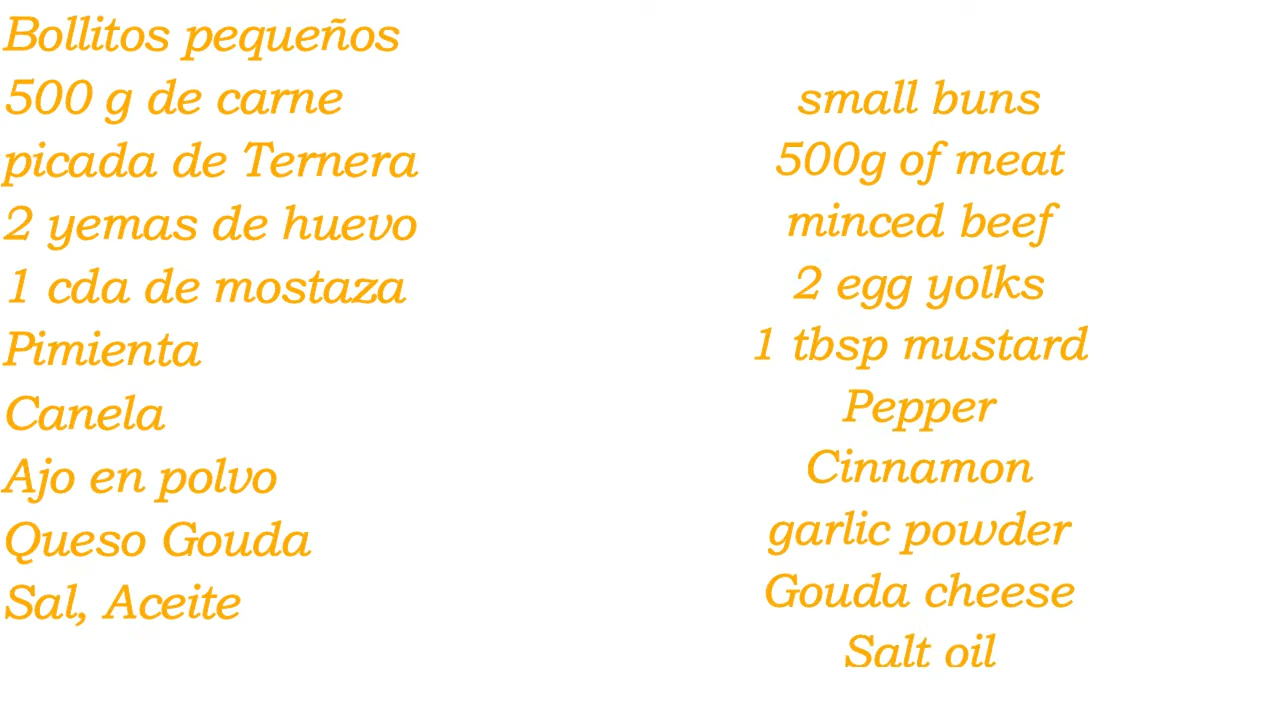 Bollitos pequeños
500 g de carne
picada de Ternera
2 yemas de huevo
1 cda de mostaza
Pimienta
Canela
Ajo en polvo
Queso Gouda
Sal, Aceite
small buns
500g of meat
minced beef
2 egg yolks
1 tbsp mustard
Pepper
Cinnamon
garlic powder
Gouda cheese
Salt oil